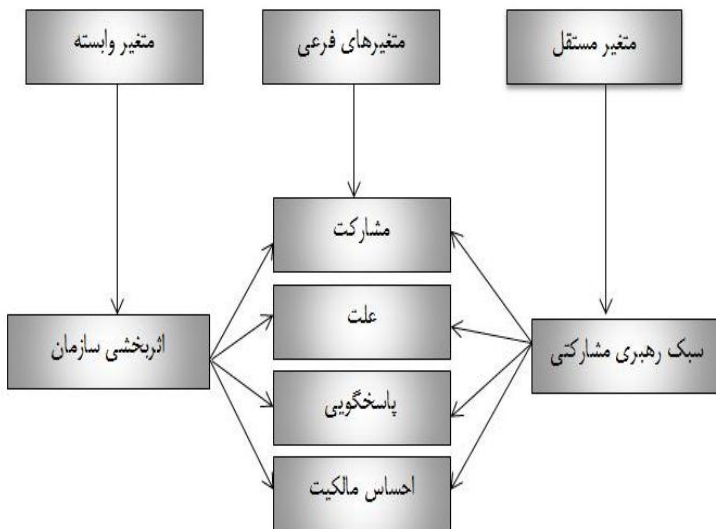 متغیر مستقل
متغیرهای فرعی
متغیر وابسته
مشارکت
علت
پاسخگویی
احساس مالکیت
سبک رهبری مشارکتی
اثربخشی سازمان